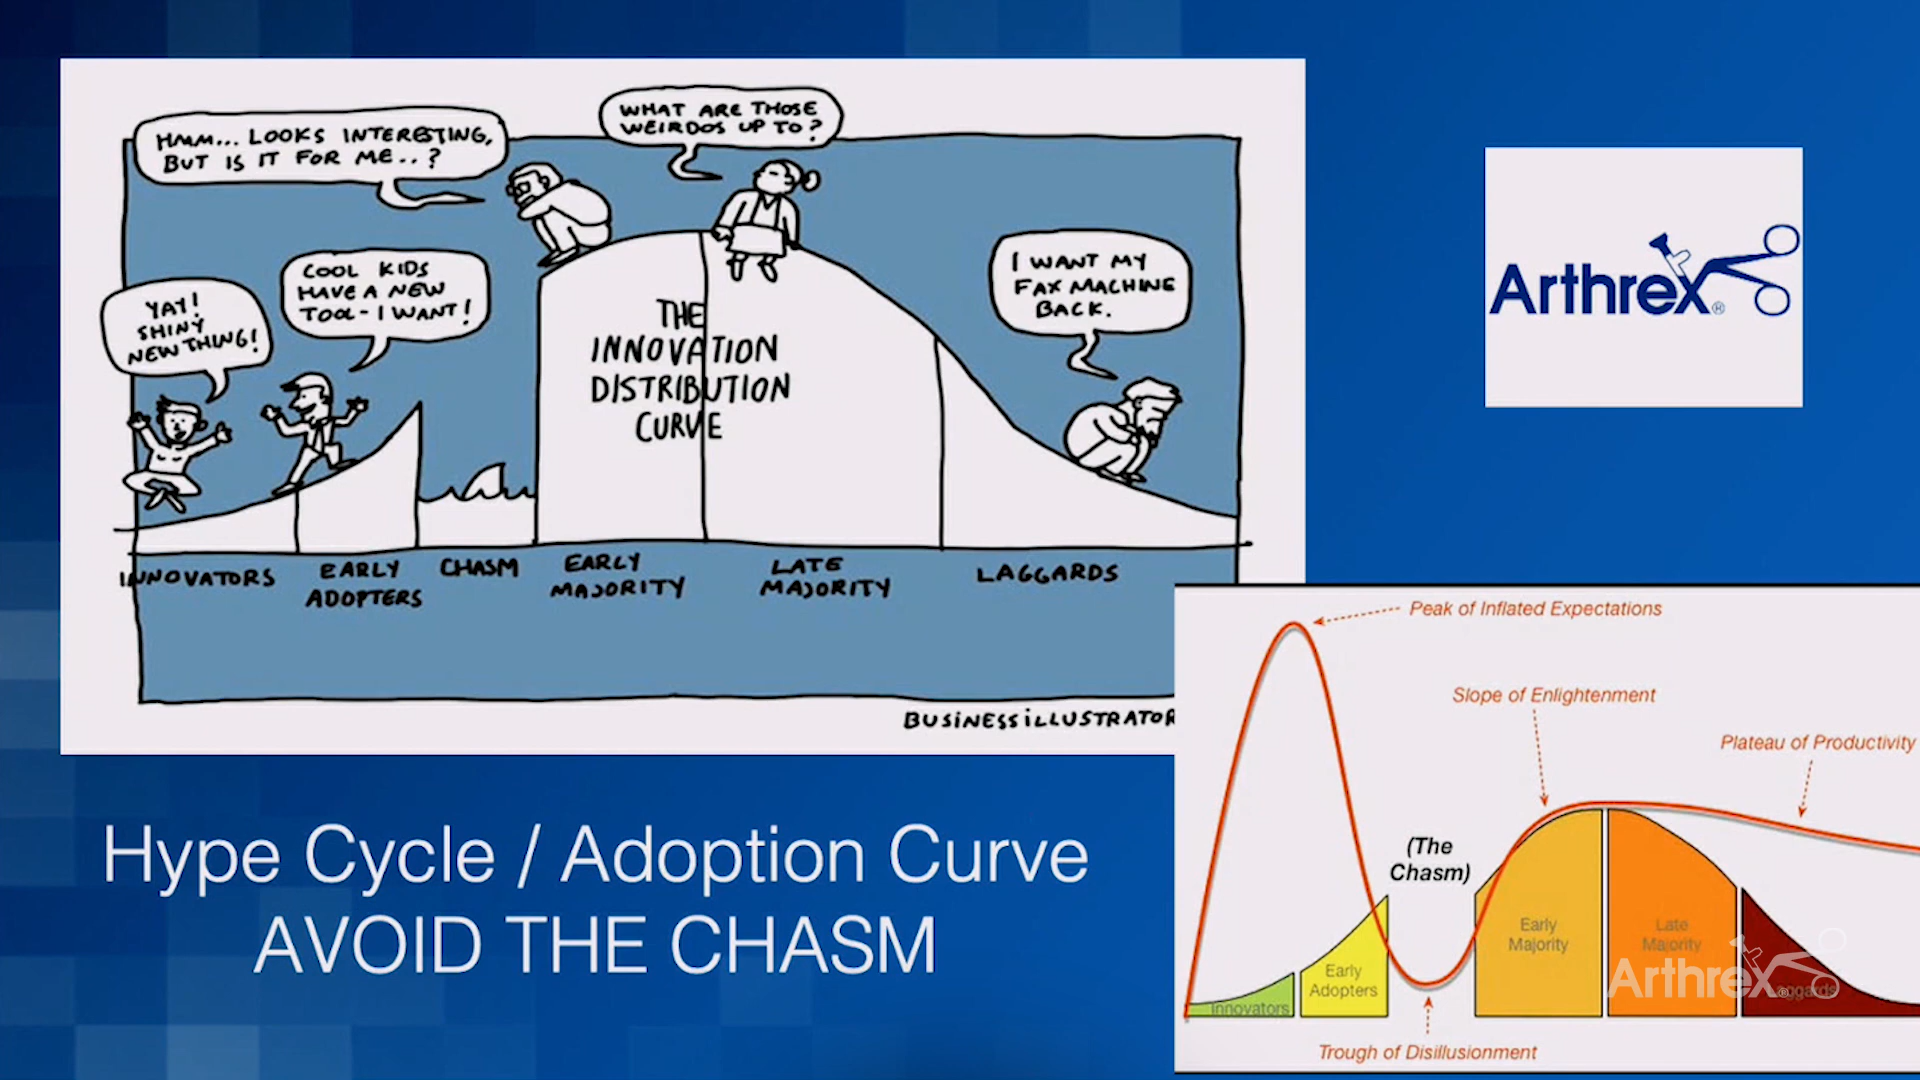 HMM... LOOKS INTERESTING,
BUT IS IT FOR ME..?
WHAT ARE THOSE
WEIRDOS UP TO?
YAY!
SHINY
NEW THING!
COOL KIDS
HAVE A NEW
TOOL - I WANT!
I WANT MY
FAX MACHINE
BACK.
THE
INNOVATION
DISTRIBUTION
CURVE
INNOVATORS
EARLY
ADOPTERS
CHASM
EARLY
MAJORITY
LATE
MAJORITY
LAGGARDS
BUSINESSILLUSTRATOR
Arthrex®
Hype Cycle / Adoption Curve
AVOID THE CHASM
Peak of Inflated Expectations
Slope of Enlightenment
Plateau of Productivity
(The
Chasm)
Innovators
Early
Adopters
Early
Majority
Late
Majority
aggards
Trough of Disillusionment
Arthrex®